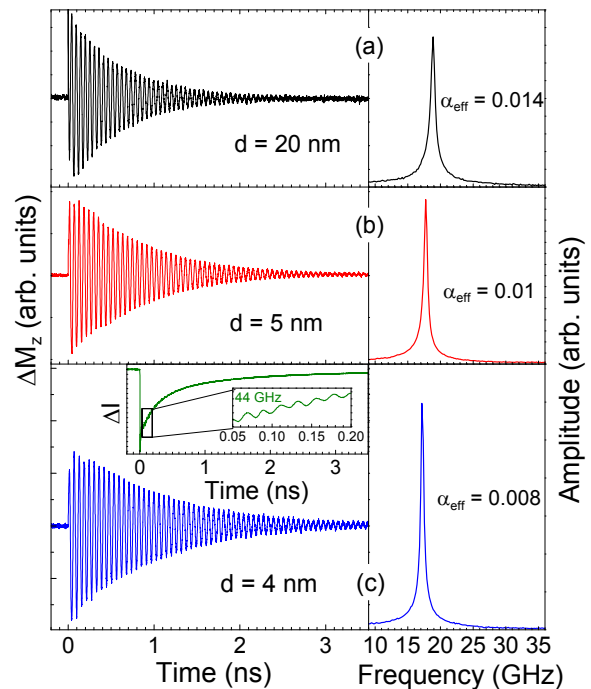 (a)
α_eff = 0.014
d = 20 nm
(b)
α_eff = 0.01
d = 5 nm
ΔM_z (arb. units)
Amplitude (arb. units)
ΔI
44 GHz
0.05 0.10 0.15 0.20
0 1 2 3
Time (ns)
α_eff = 0.008
d = 4 nm
(c)
0 1 2 3
10 15 20 25 30 35
Time (ns)
Frequency (GHz)